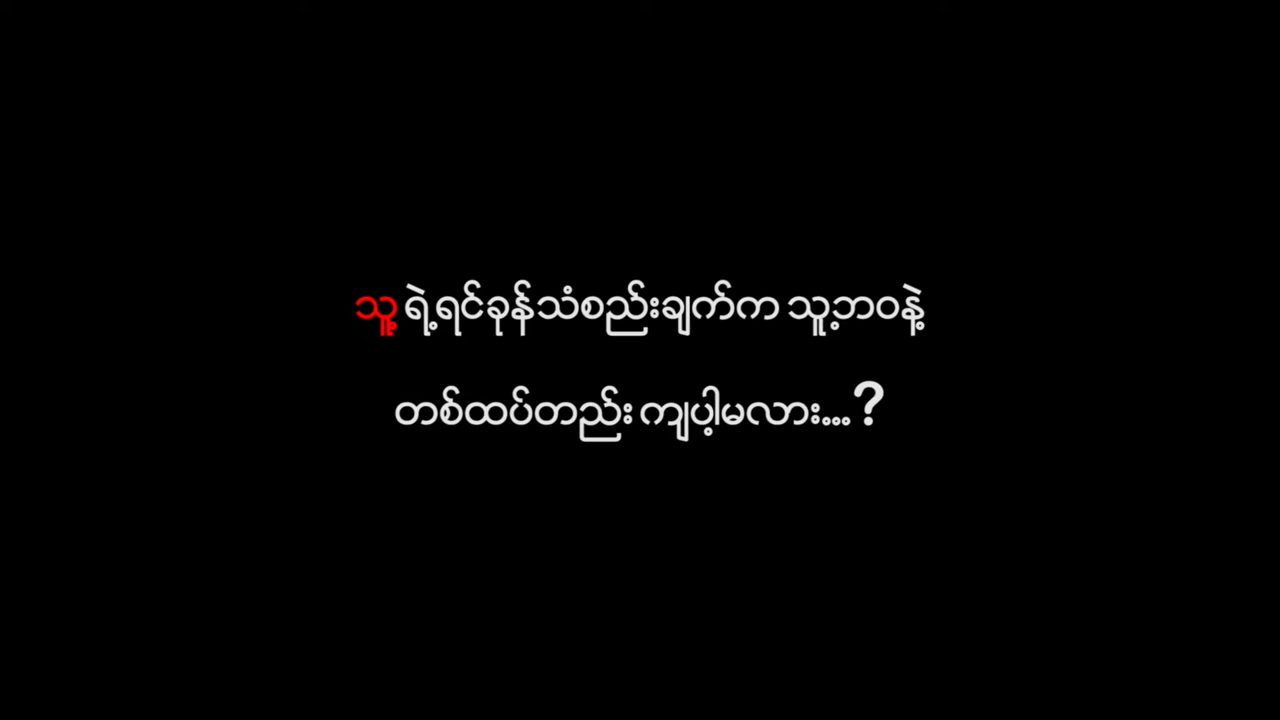 သူ့ ရဲ့ရင်ခုန်သံစည်းချက်က သူ့ဘဝနဲ့
တစ်ထပ်တည်း ကျပါ့မလား...?